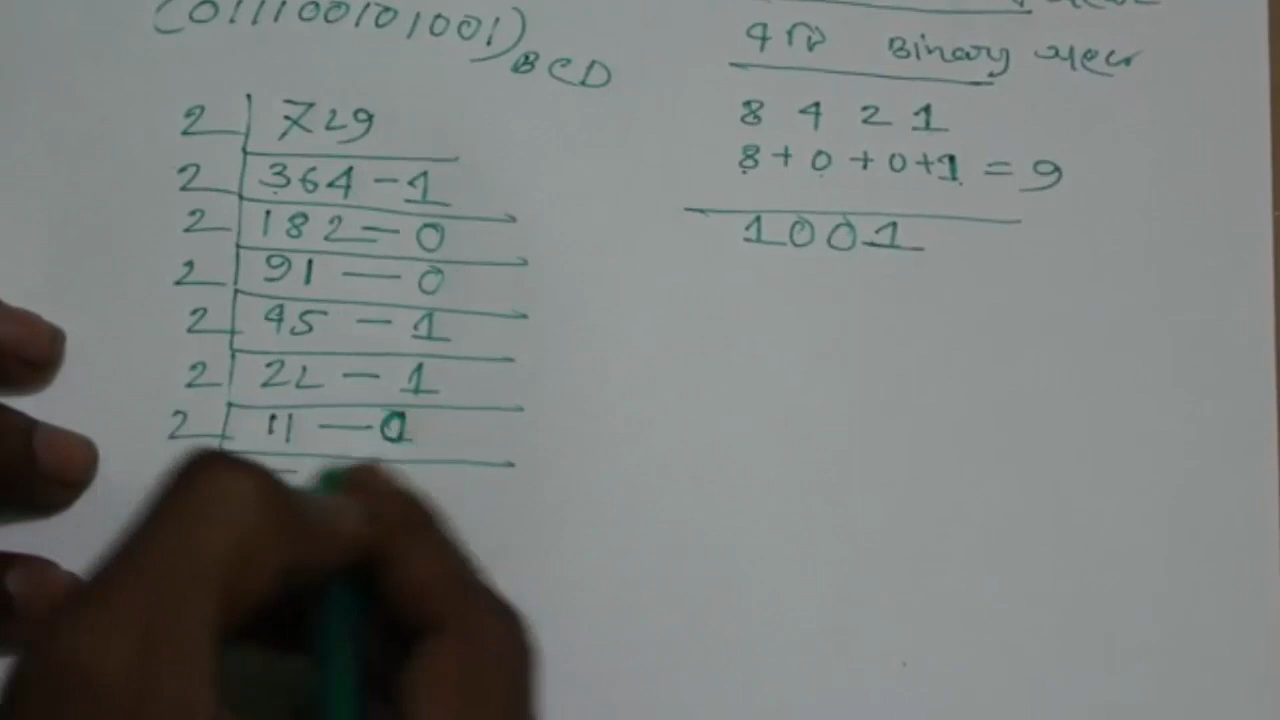 (011100101001)BCD
2 729
2 364 - 1
2 182 = 0
2 91 — 0
2 45 - 1
2 22 - 1
2 11 — 0
4 Binary
8 4 2 1
8 + 0 + 0 + 1 = 9
1001